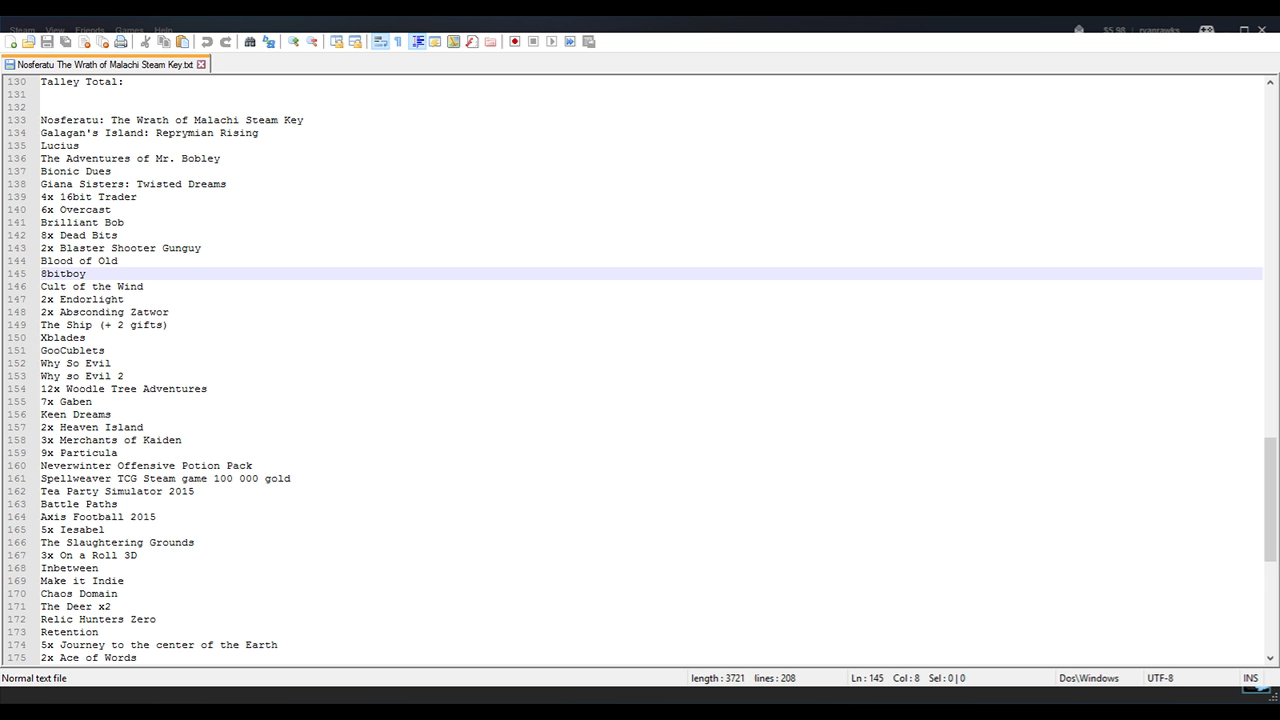 Steam View Friends Games Help
Nosferatu The Wrath of Malachi Steam Key.txt
130 Talley Total:
131
132
133 Nosferatu: The Wrath of Malachi Steam Key
134 Galagan's Island: Reprymian Rising
135 Lucius
136 The Adventures of Mr. Bobley
137 Bionic Dues
138 Giana Sisters: Twisted Dreams
139 4x 16bit Trader
140 6x Overcast
141 Brilliant Bob
142 8x Dead Bits
143 2x Blaster Shooter Gunguy
144 Blood of Old
145 8bitboy
146 Cult of the Wind
147 2x Endorlight
148 2x Absconding Zatwor
149 The Ship (+ 2 gifts)
150 Xblades
151 GooCublets
152 Why So Evil
153 Why so Evil 2
154 12x Woodle Tree Adventures
155 7x Gaben
156 Keen Dreams
157 2x Heaven Island
158 3x Merchants of Kaiden
159 9x Particula
160 Neverwinter Offensive Potion Pack
161 Spellweaver TCG Steam game 100 000 gold
162 Tea Party Simulator 2015
163 Battle Paths
164 Axis Football 2015
165 5x Iesabel
166 The Slaughtering Grounds
167 3x On a Roll 3D
168 Inbetween
169 Make it Indie
170 Chaos Domain
171 The Deer x2
172 Relic Hunters Zero
173 Retention
174 5x Journey to the center of the Earth
175 2x Ace of Words
Normal text file length : 3721 lines : 208 Ln : 145 Col : 8 Sel : 0 | 0 Dos\Windows UTF-8 INS